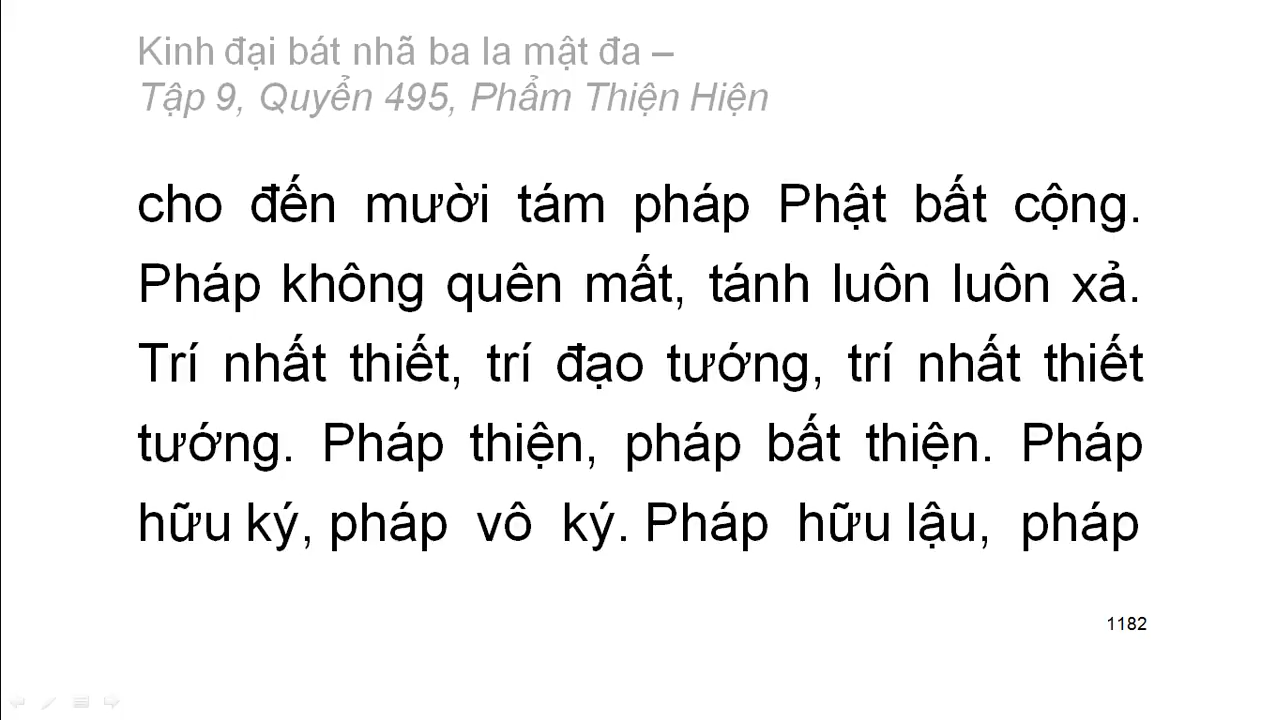 Kinh đại bát nhã ba la mật đa –
Tập 9, Quyển 495, Phẩm Thiện Hiện
cho đến mười tám pháp Phật bất cộng.
Pháp không quên mất, tánh luôn luôn xả.
Trí nhất thiết, trí đạo tướng, trí nhất thiết
tướng. Pháp thiện, pháp bất thiện. Pháp
hữu ký, pháp vô ký. Pháp hữu lậu, pháp
1182